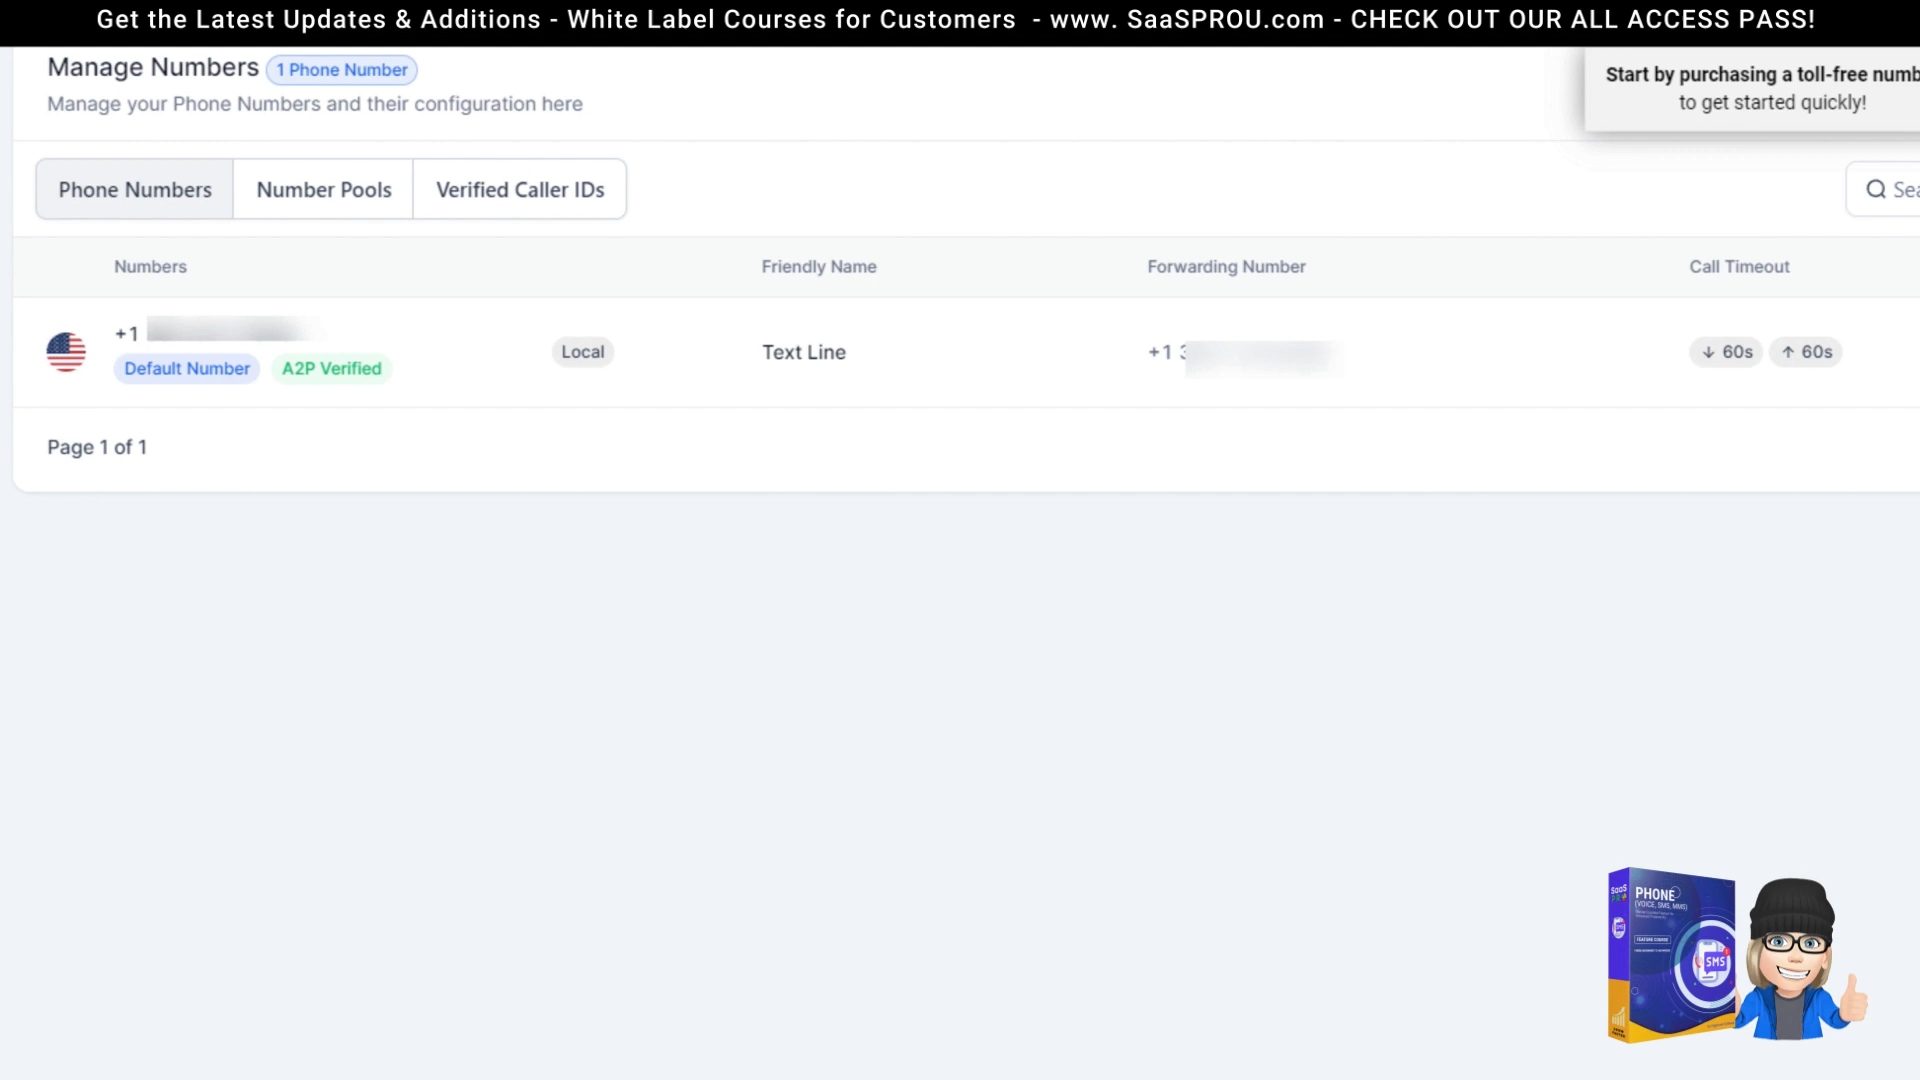 Get the Latest Updates & Additions - White Label Courses for Customers - www. SaaSPROU.com - CHECK OUT OUR ALL ACCESS PASS!
Manage Numbers 1 Phone Number
Manage your Phone Numbers and their configuration here
Start by purchasing a toll-free numb
to get started quickly!
Phone Numbers Number Pools Verified Caller IDs
Sea
Numbers Friendly Name Forwarding Number Call Timeout
+1
Default Number A2P Verified
Local
Text Line
+1 3
↓ 60s ↑ 60s
Page 1 of 1
SaaS
PHONE
(VOICE, SMS, MMS)
FEATURE COURSE
SMS